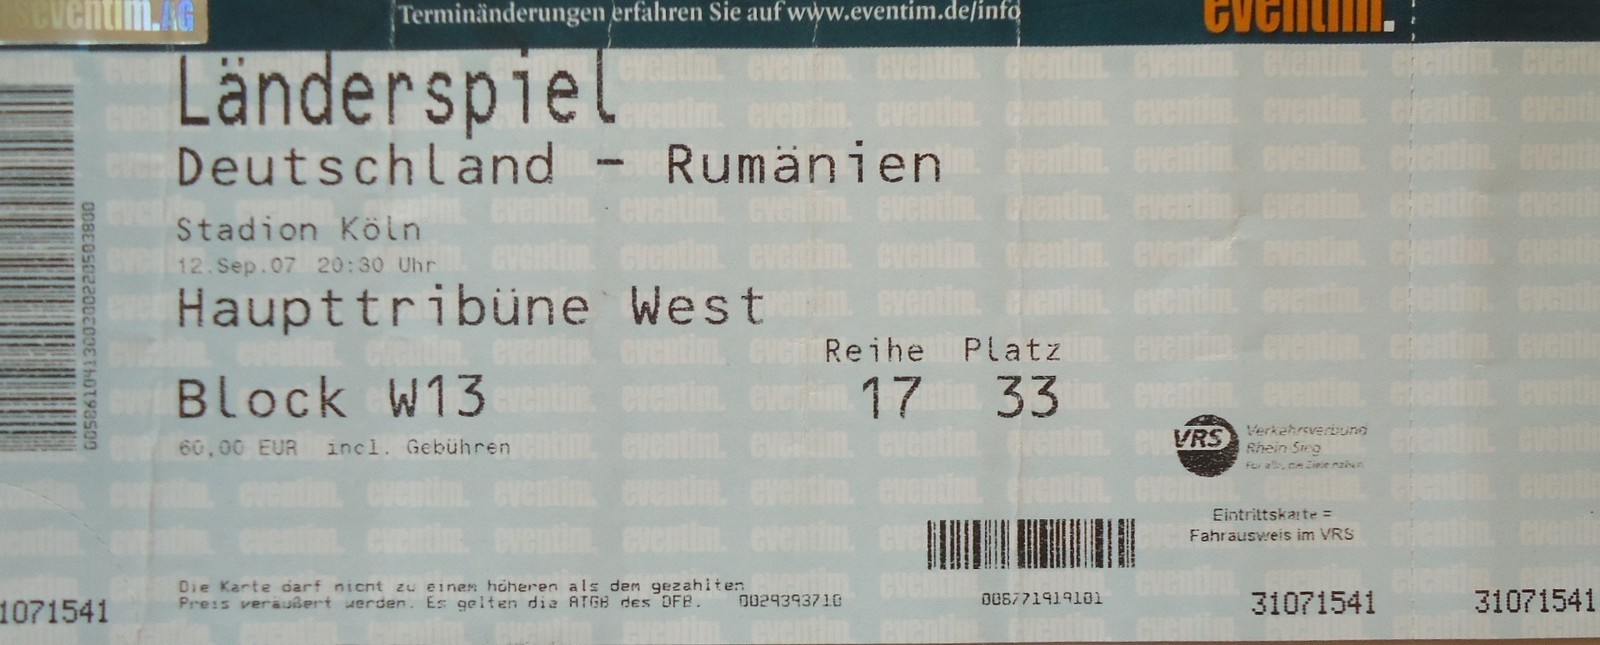 eventim.AG
Terminänderungen erfahren Sie auf www.eventim.de/info
eventim.
Länderspiel
Deutschland - Rumänien
Stadion Köln
12.Sep.07 20:30 Uhr
Haupttribüne West
Reihe Platz
Block W13 17 33
60,00 EUR incl. Gebühren
VRS
Verkehrsverbund
Rhein-Sieg
Eintrittskarte =
Fahrausweis im VRS
Die Karte darf nicht zu einem höheren als dem gezahlten
Preis veräußert werden. Es gelten die ATGB des DFB. 0029393710
006771919101
1071541
31071541
31071541